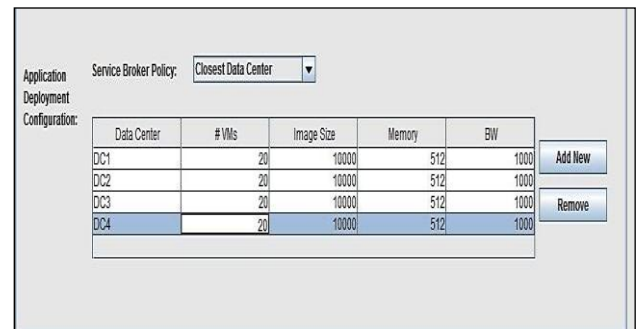 Application
Deployment
Configuration:
Service Broker Policy: Closest Data Center
Data Center # VMs Image Size Memory BW
DC1 20 10000 512 1000
DC2 20 10000 512 1000
DC3 20 10000 512 1000
DC4 20 10000 512 1000
Add New
Remove